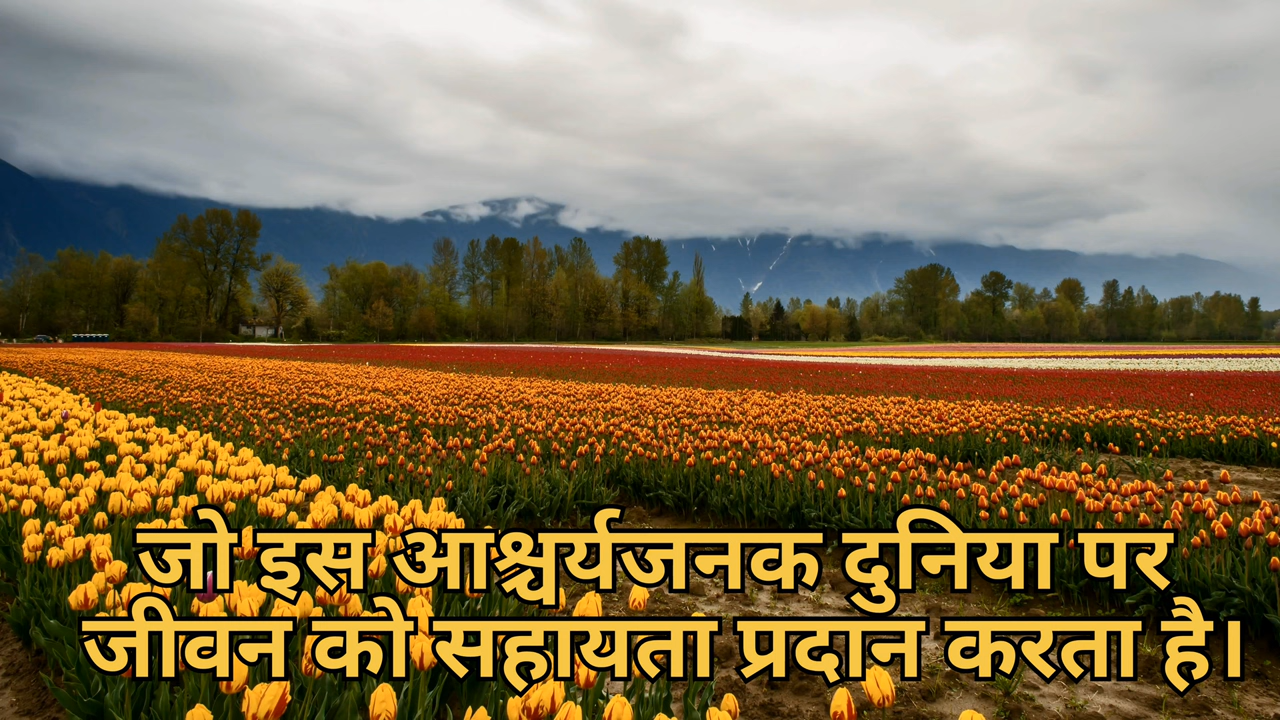 जो इस आश्चर्यजनक दुनिया पर
जीवन को सहायता प्रदान करता है।